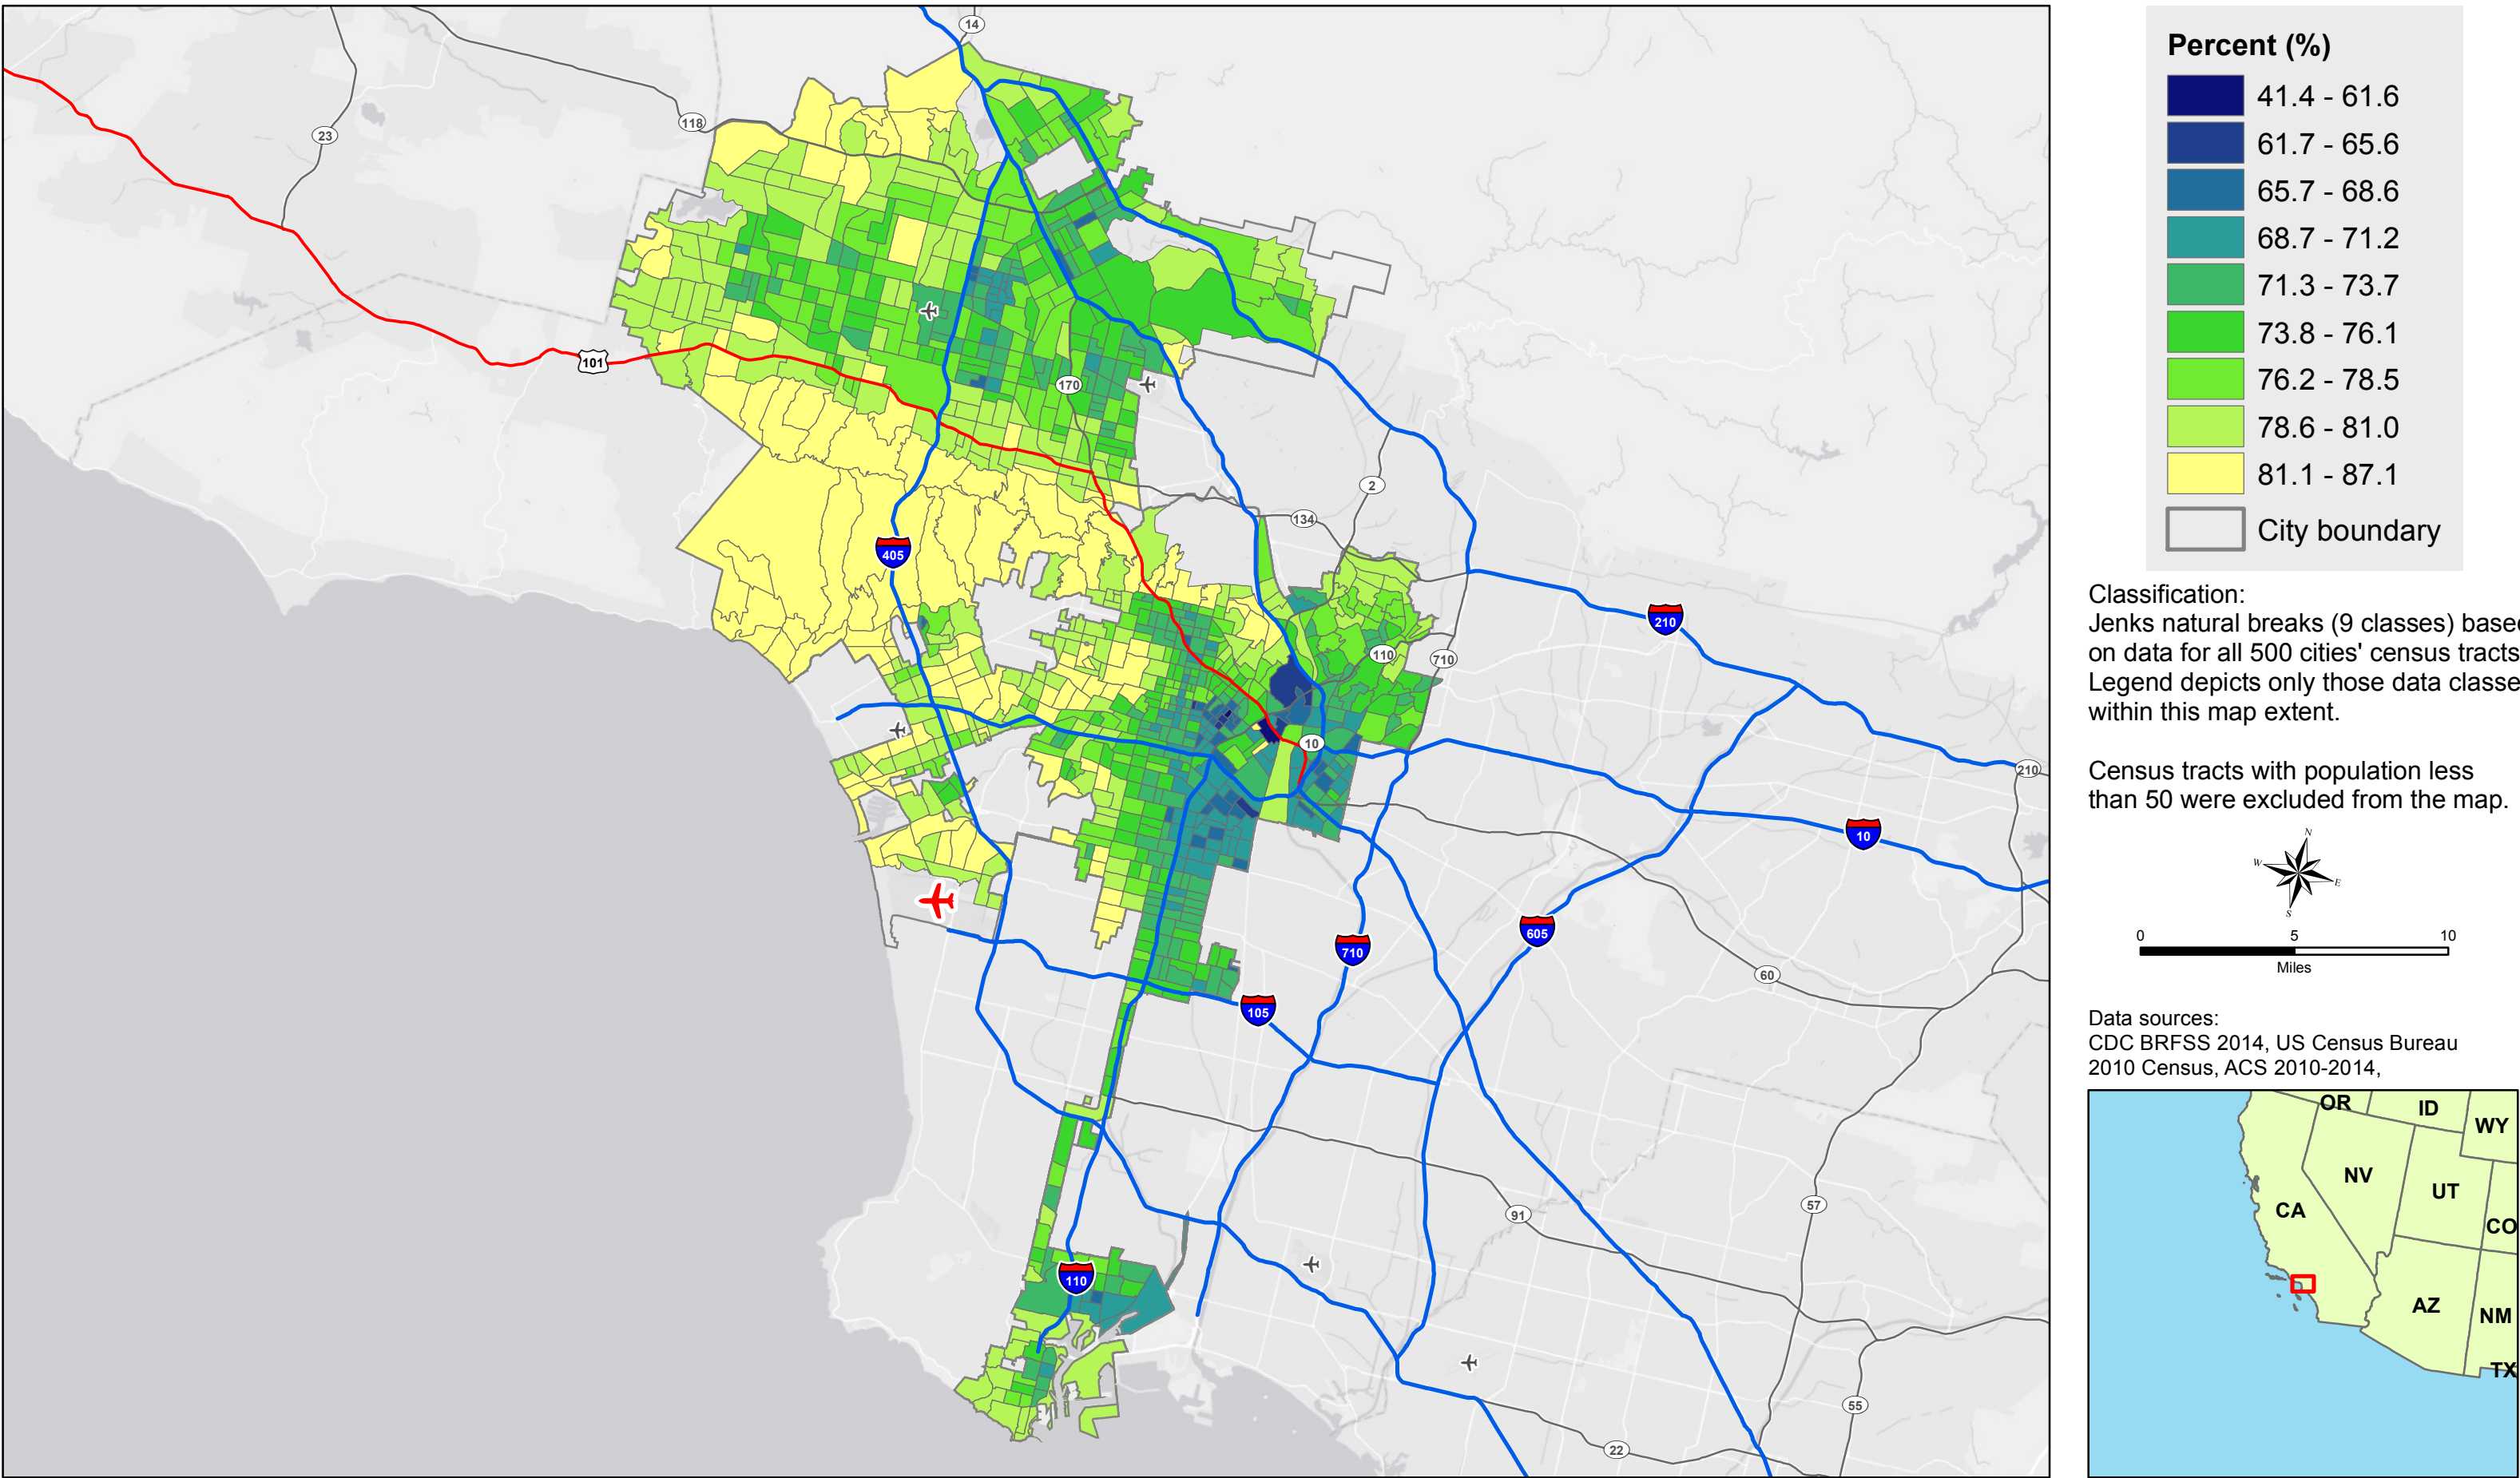 14
23
118
101
170
2
134
405
210
110
710
10
210
10
605
710
60
105
91
57
110
55
22
Percent (%)
41.4 - 61.6
61.7 - 65.6
65.7 - 68.6
68.7 - 71.2
71.3 - 73.7
73.8 - 76.1
76.2 - 78.5
78.6 - 81.0
81.1 - 87.1
City boundary
Classification:
Jenks natural breaks (9 classes) based
on data for all 500 cities' census tracts
Legend depicts only those data classe
within this map extent.
Census tracts with population less
than 50 were excluded from the map.
N
W
E
S
0 5 10
Miles
Data sources:
CDC BRFSS 2014, US Census Bureau
2010 Census, ACS 2010-2014,
OR
ID
WY
NV
UT
CA
CO
AZ
NM
TX